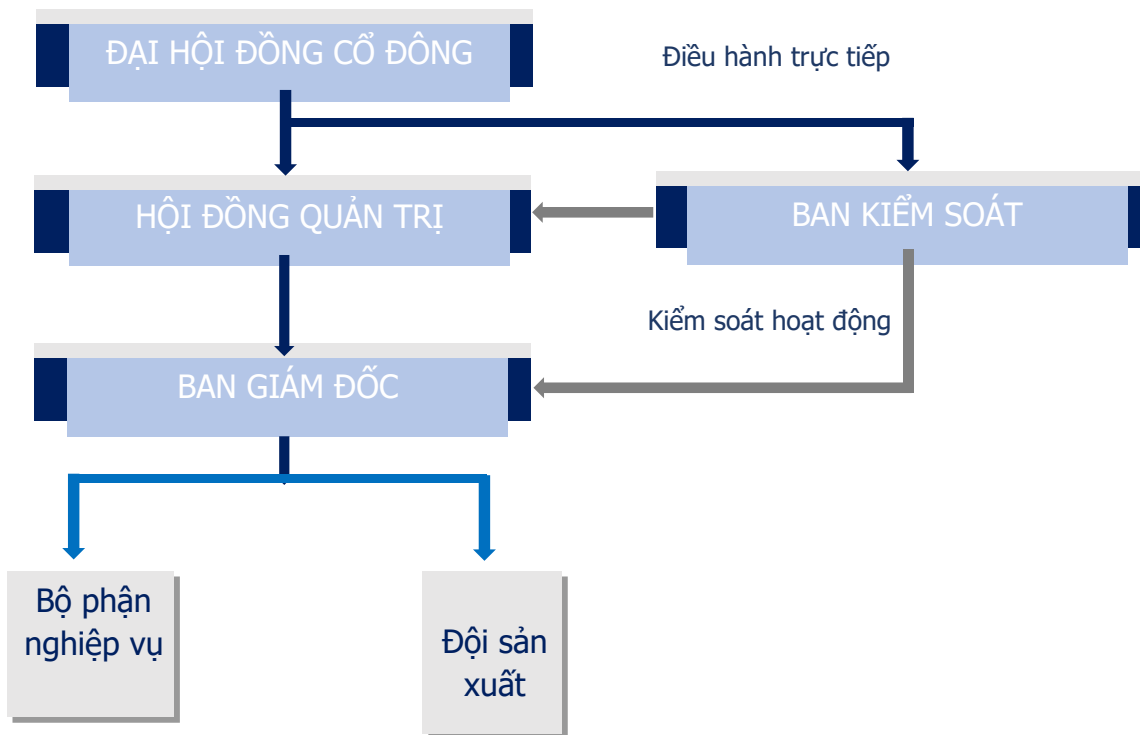 ĐẠI HỘI ĐỒNG CỔ ĐÔNG
Điều hành trực tiếp
HỘI ĐỒNG QUẢN TRỊ
BAN KIỂM SOÁT
Kiểm soát hoạt động
BAN GIÁM ĐỐC
Bộ phận
nghiệp vụ
Đội sản
xuất